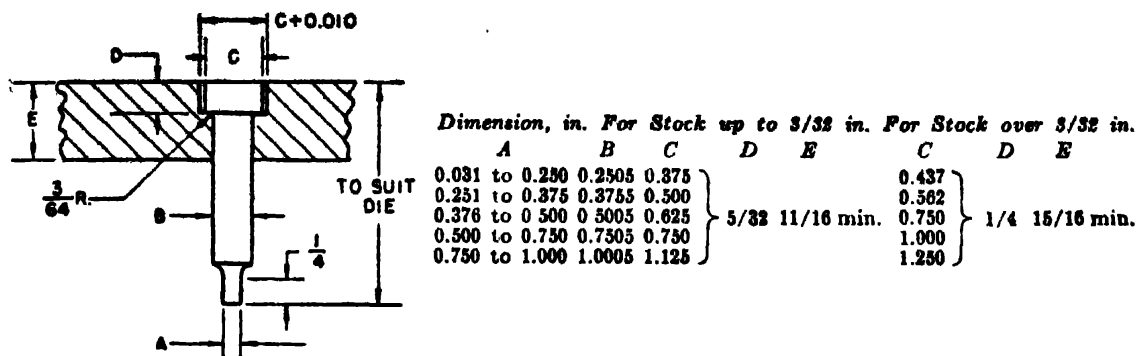 C+0.010
D
C
E
3/64 R.
B
TO SUIT
DIE
1/4
A
Dimension, in. For Stock up to 3/32 in. For Stock over 3/32 in.
A B C D E C D E
0.031 to 0.250 0.2505 0.375 0.437
0.251 to 0.375 0.3755 0.500 0.562
0.376 to 0 500 0 5005 0.625 5/32 11/16 min. 0.750 1/4 15/16 min.
0.500 to 0.750 0.7505 0.750 1.000
0.750 to 1.000 1.0005 1.125 1.250